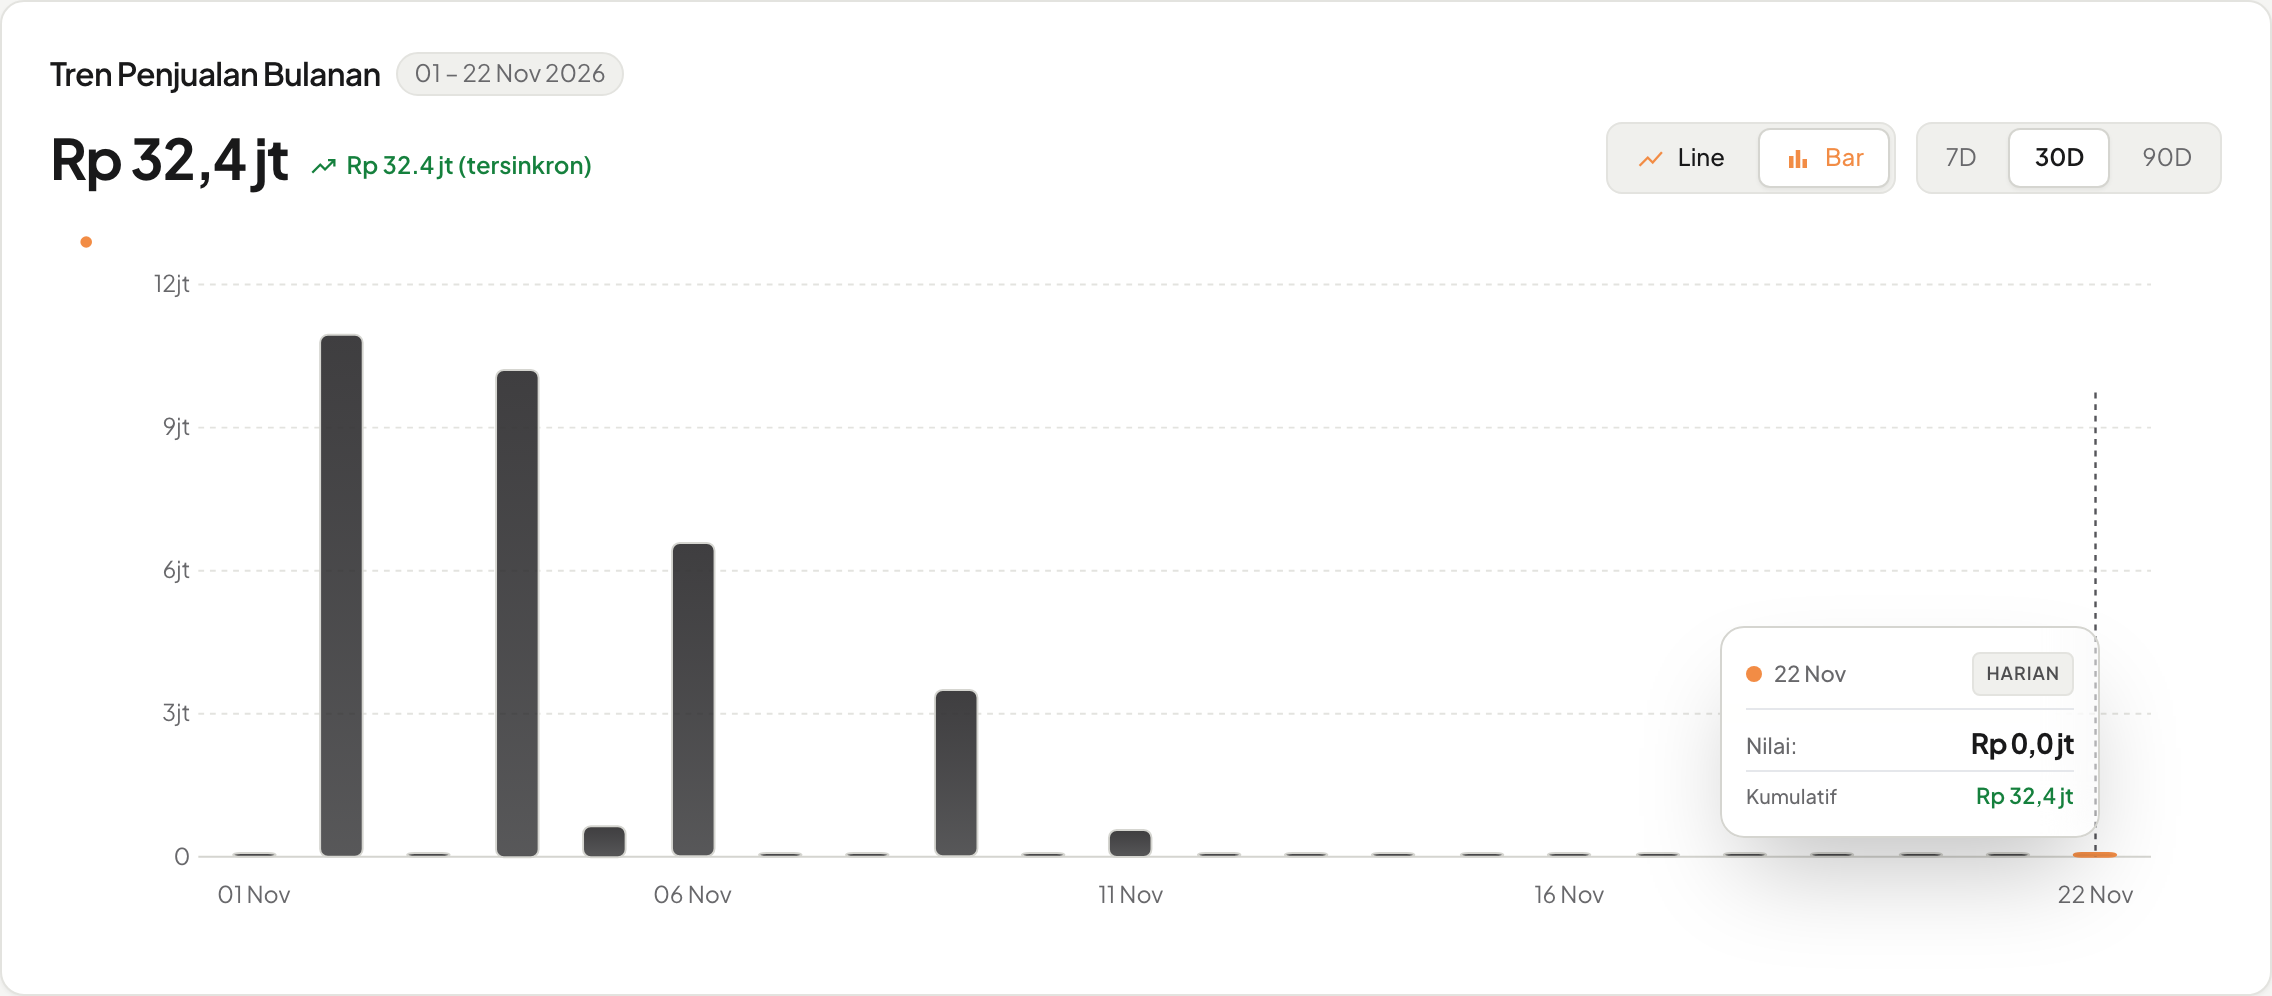 Tren Penjualan Bulanan 01 – 22 Nov 2026
Rp 32,4 jt Rp 32.4 jt (tersinkron)
Line Bar 7D 30D 90D
12jt
9jt
6jt
3jt
0
22 Nov HARIAN
Nilai: Rp 0,0 jt
Kumulatif Rp 32,4 jt
01 Nov 06 Nov 11 Nov 16 Nov 22 Nov